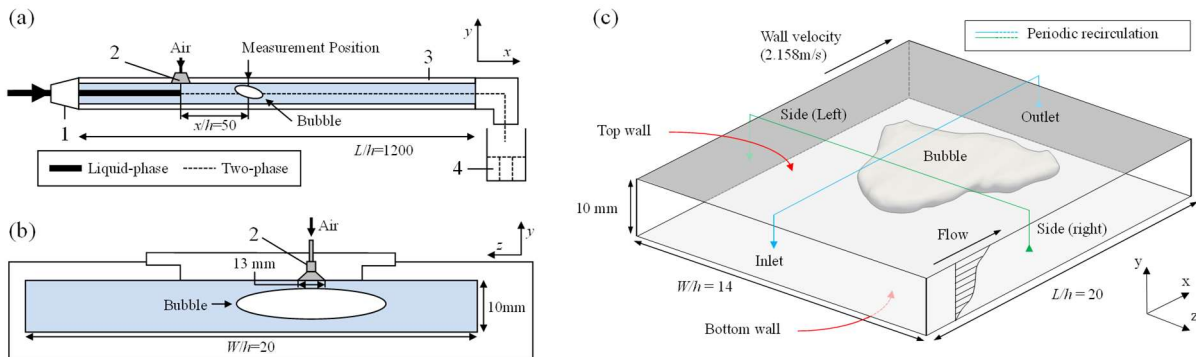 (a)
Air
Measurement Position
2
3
y
x
1
x/h=50
Bubble
L/h=1200
4
Liquid-phase
Two-phase
(b)
Air
2
y
z
13 mm
Bubble
10mm
W/h=20
(c)
Wall velocity
(2.158m/s)
Periodic recirculation
Side (Left)
Outlet
Top wall
Bubble
10 mm
Flow
Side (right)
Inlet
W/h = 14
L/h = 20
Bottom wall
y
x
z